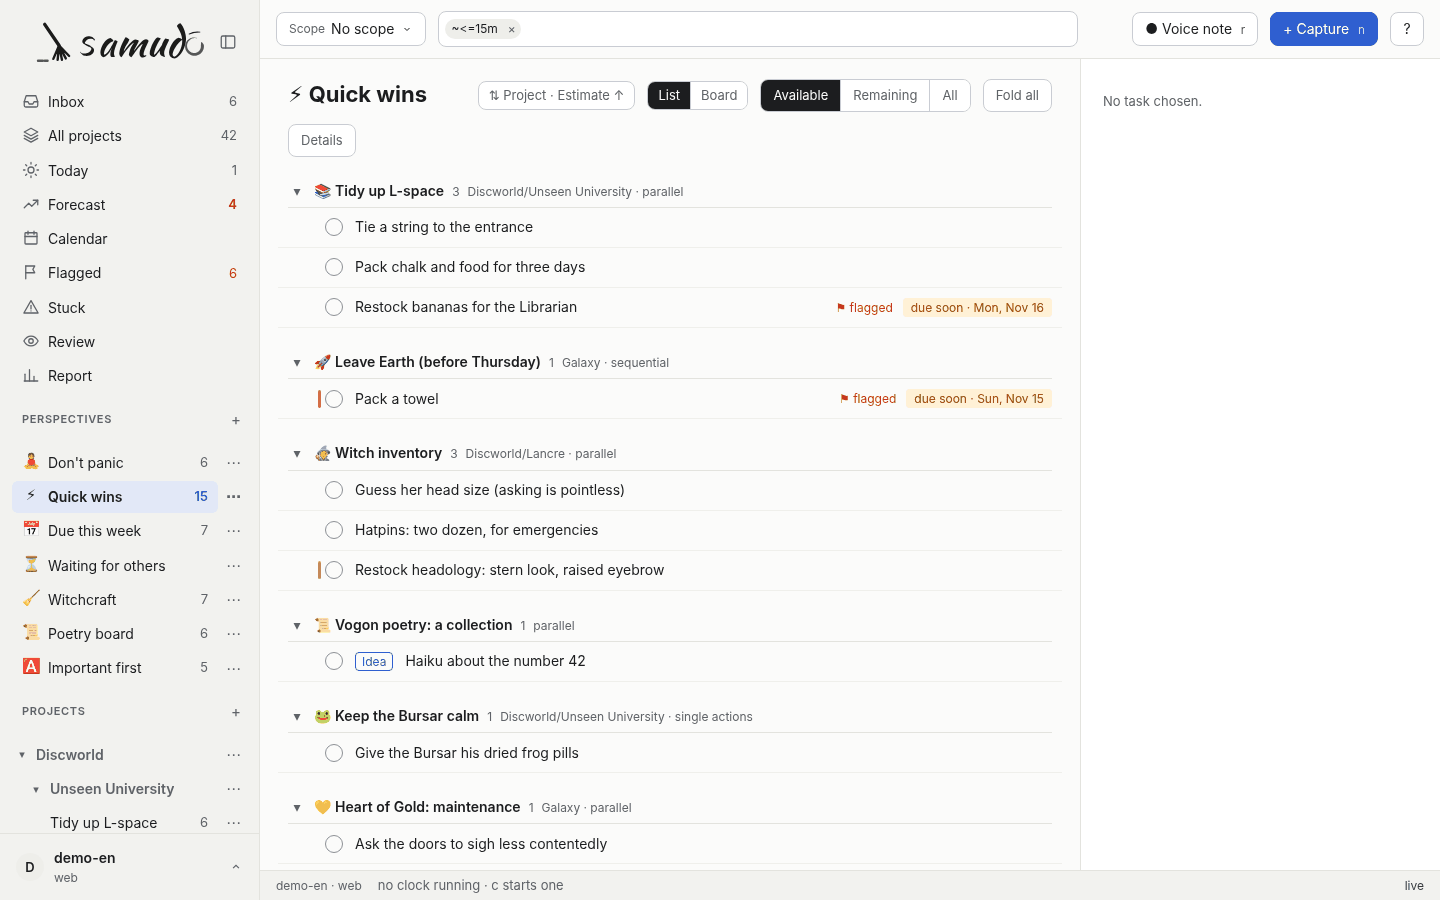 samudō
Inbox 6
All projects 42
Today 1
Forecast 4
Calendar
Flagged 6
Stuck
Review
Report
PERSPECTIVES +
Don't panic 6 ···
Quick wins 15 ···
Due this week 7 ···
Waiting for others ···
Witchcraft 7 ···
Poetry board 6 ···
Important first 5 ···
PROJECTS +
Discworld ···
Unseen University ···
Tidy up L-space 6 ···
D demo-en
web
Scope No scope
~<=15m ×
Voice note r
+ Capture n
?
⚡ Quick wins
⇅ Project · Estimate ↑
List Board
Available Remaining All
Fold all
Details
▼ 📚 Tidy up L-space 3 Discworld/Unseen University · parallel
Tie a string to the entrance
Pack chalk and food for three days
Restock bananas for the Librarian ⚑ flagged due soon · Mon, Nov 16
▼ 🚀 Leave Earth (before Thursday) 1 Galaxy · sequential
Pack a towel ⚑ flagged due soon · Sun, Nov 15
▼ Witch inventory 3 Discworld/Lancre · parallel
Guess her head size (asking is pointless)
Hatpins: two dozen, for emergencies
Restock headology: stern look, raised eyebrow
▼ 📜 Vogon poetry: a collection 1 parallel
Idea Haiku about the number 42
▼ 🐸 Keep the Bursar calm 1 Discworld/Unseen University · single actions
Give the Bursar his dried frog pills
▼ 💛 Heart of Gold: maintenance 1 Galaxy · parallel
Ask the doors to sigh less contentedly
No task chosen.
demo-en · web no clock running · c starts one
live